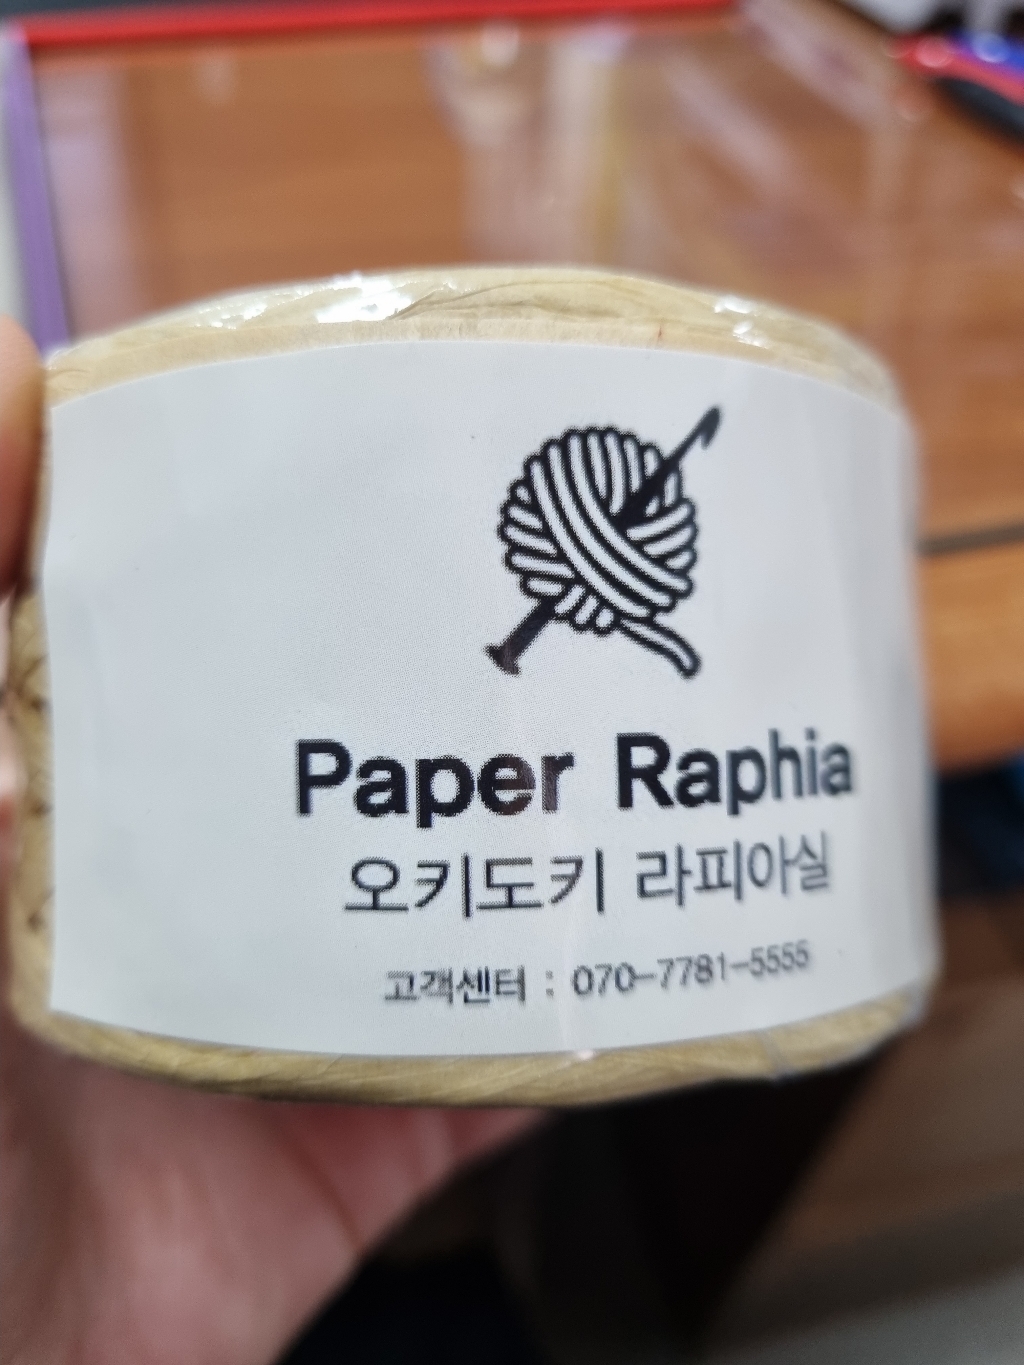 Paper Raphia
오키도키 라피아실
고객센터 : 070-7781-5555